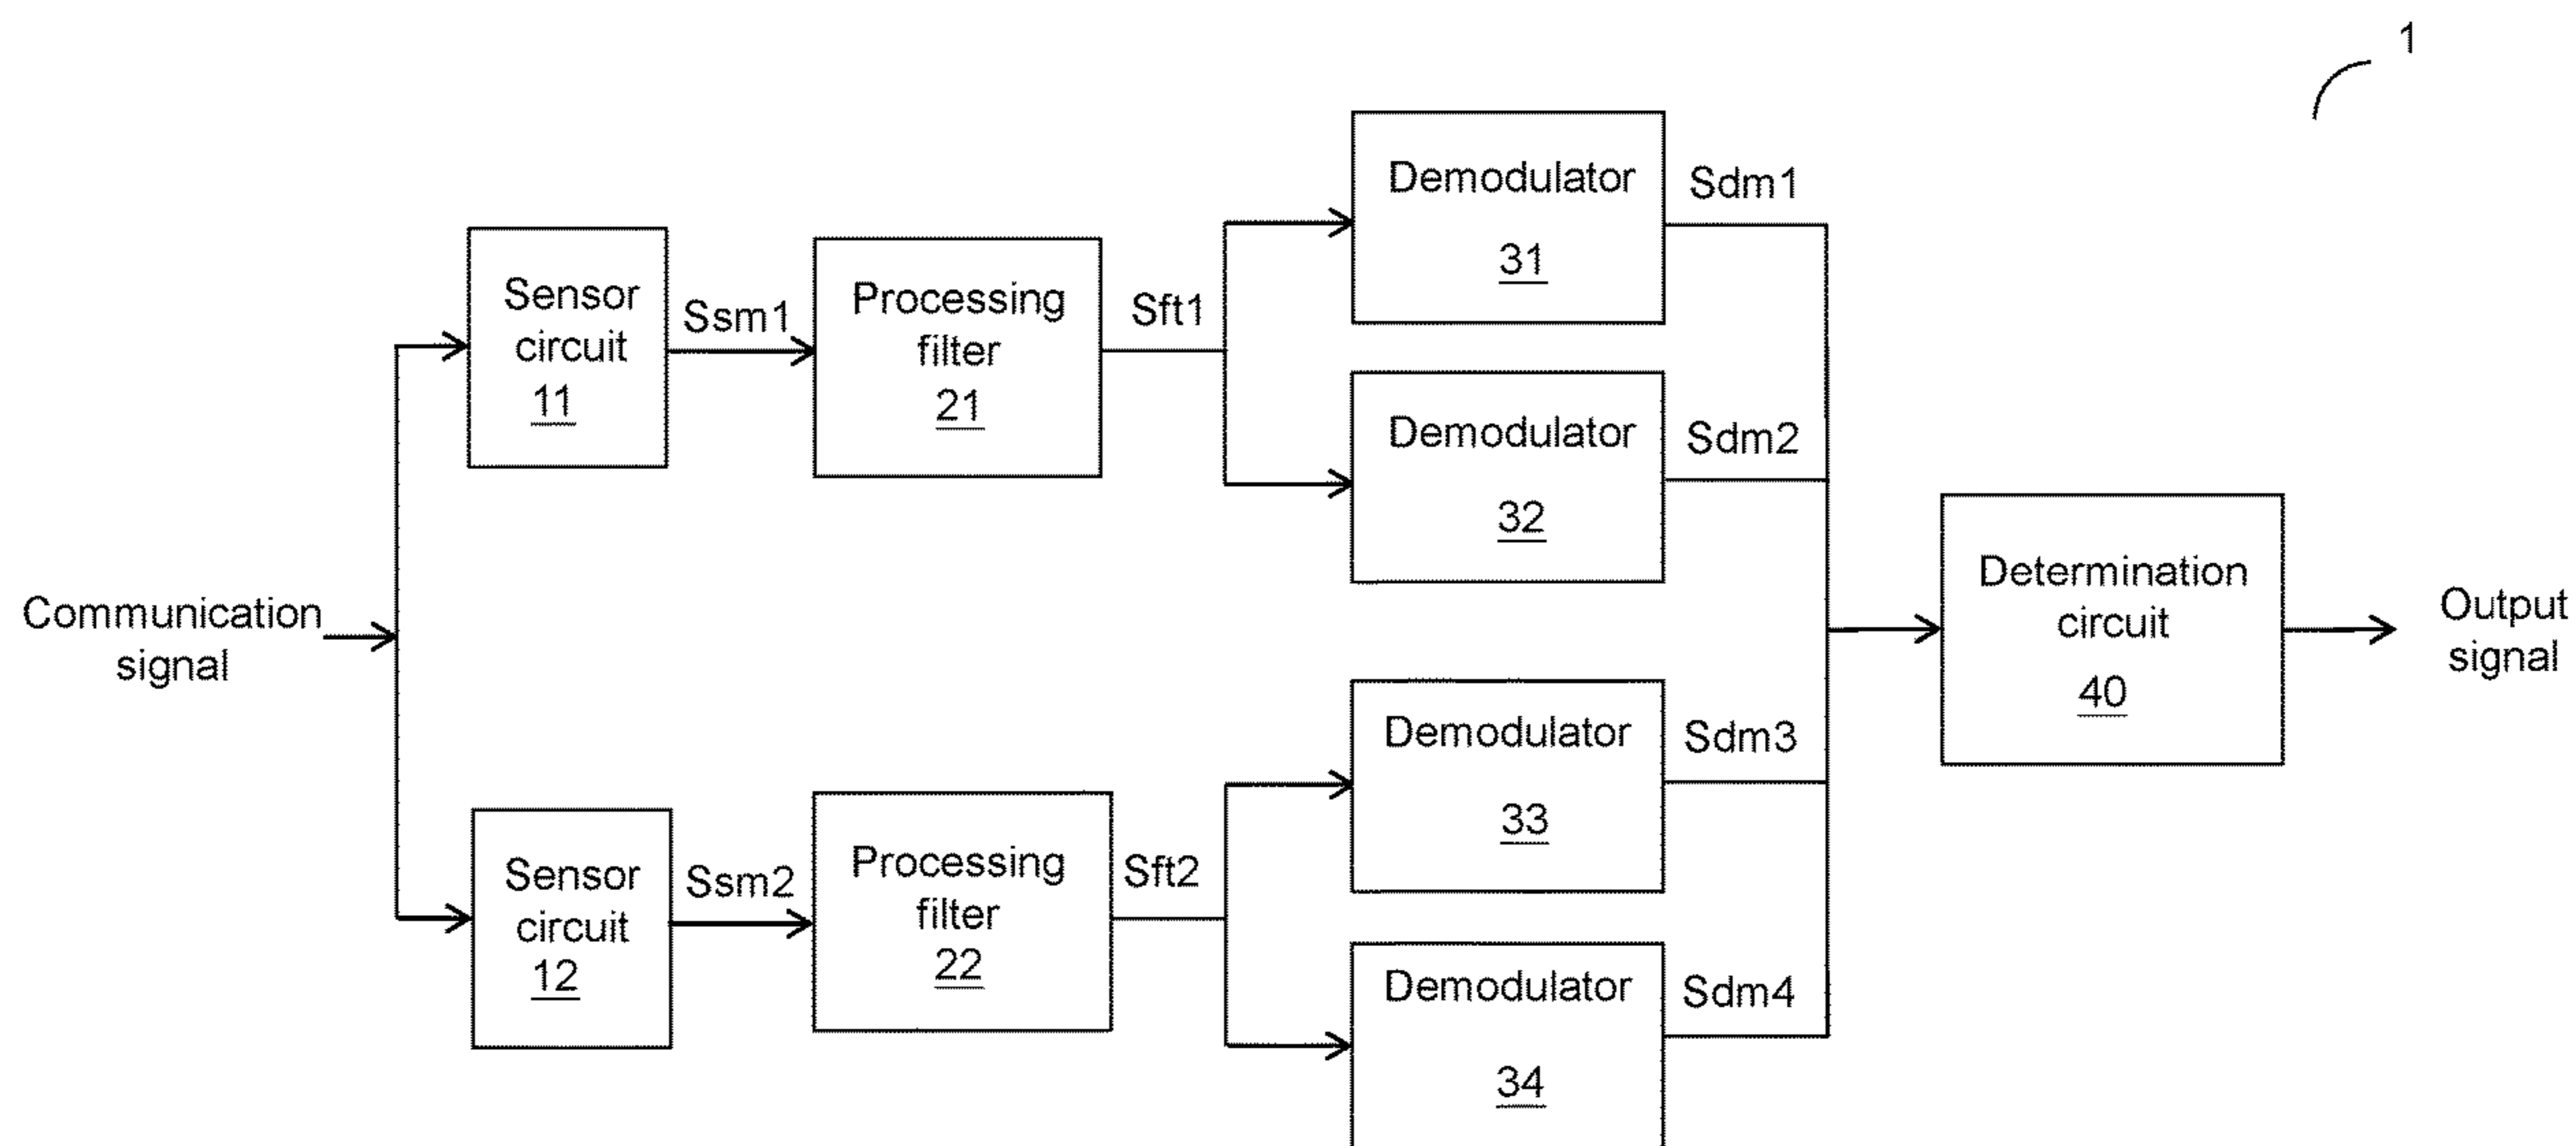 1
Communication
signal
Sensor
circuit
11
Ssm1
Processing
filter
21
Sft1
Demodulator
31
Sdm1
Demodulator
32
Sdm2
Sensor
circuit
12
Ssm2
Processing
filter
22
Sft2
Demodulator
33
Sdm3
Demodulator
34
Sdm4
Determination
circuit
40
Output
signal